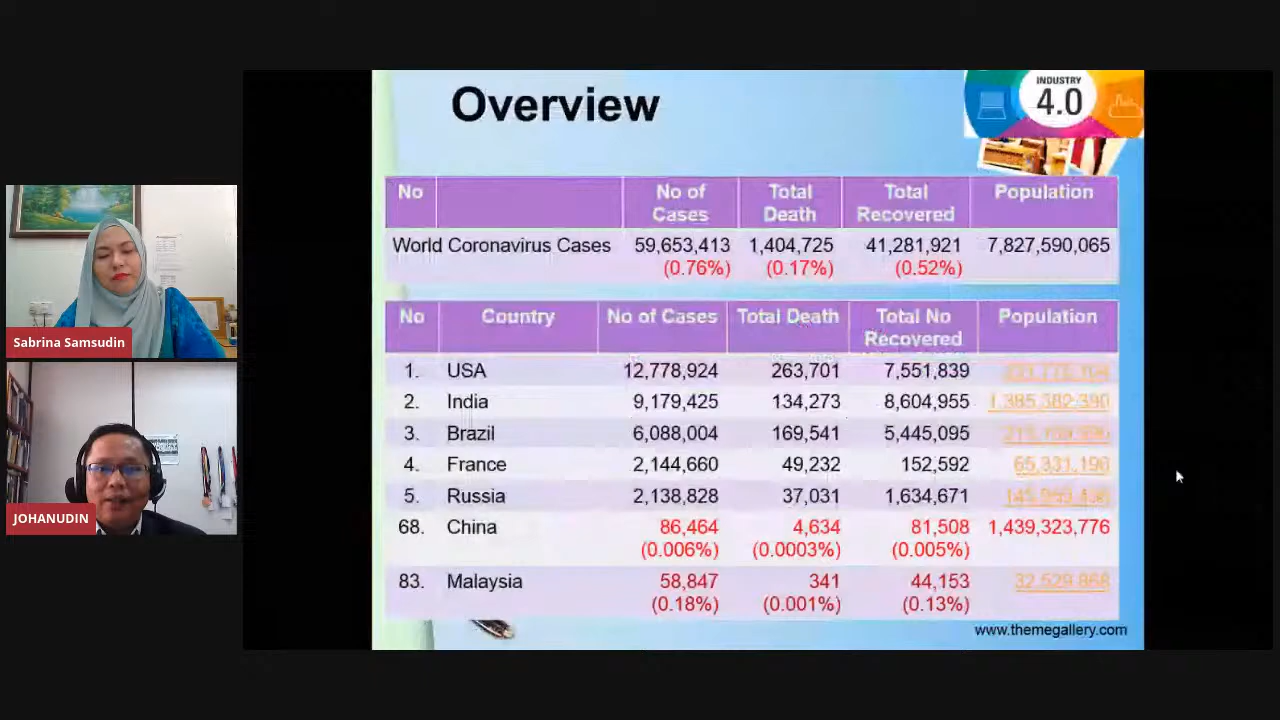 Overview
INDUSTRY
4.0
No
No of Cases
Total Death
Total Recovered
Population
World Coronavirus Cases 59,653,413 1,404,725 41,281,921 7,827,590,065
(0.76%) (0.17%) (0.52%)
No Country No of Cases Total Death Total No Recovered Population
1. USA 12,778,924 263,701 7,551,839
2. India 9,179,425 134,273 8,604,955 1,385,382,390
3. Brazil 6,088,004 169,541 5,445,095
4. France 2,144,660 49,232 152,592 65,331,190
5. Russia 2,138,828 37,031 1,634,671
68. China 86,464 4,634 81,508 1,439,323,776
(0.006%) (0.0003%) (0.005%)
83. Malaysia 58,847 341 44,153 32,529,868
(0.18%) (0.001%) (0.13%)
www.themegallery.com
Sabrina Samsudin
JOHANUDIN